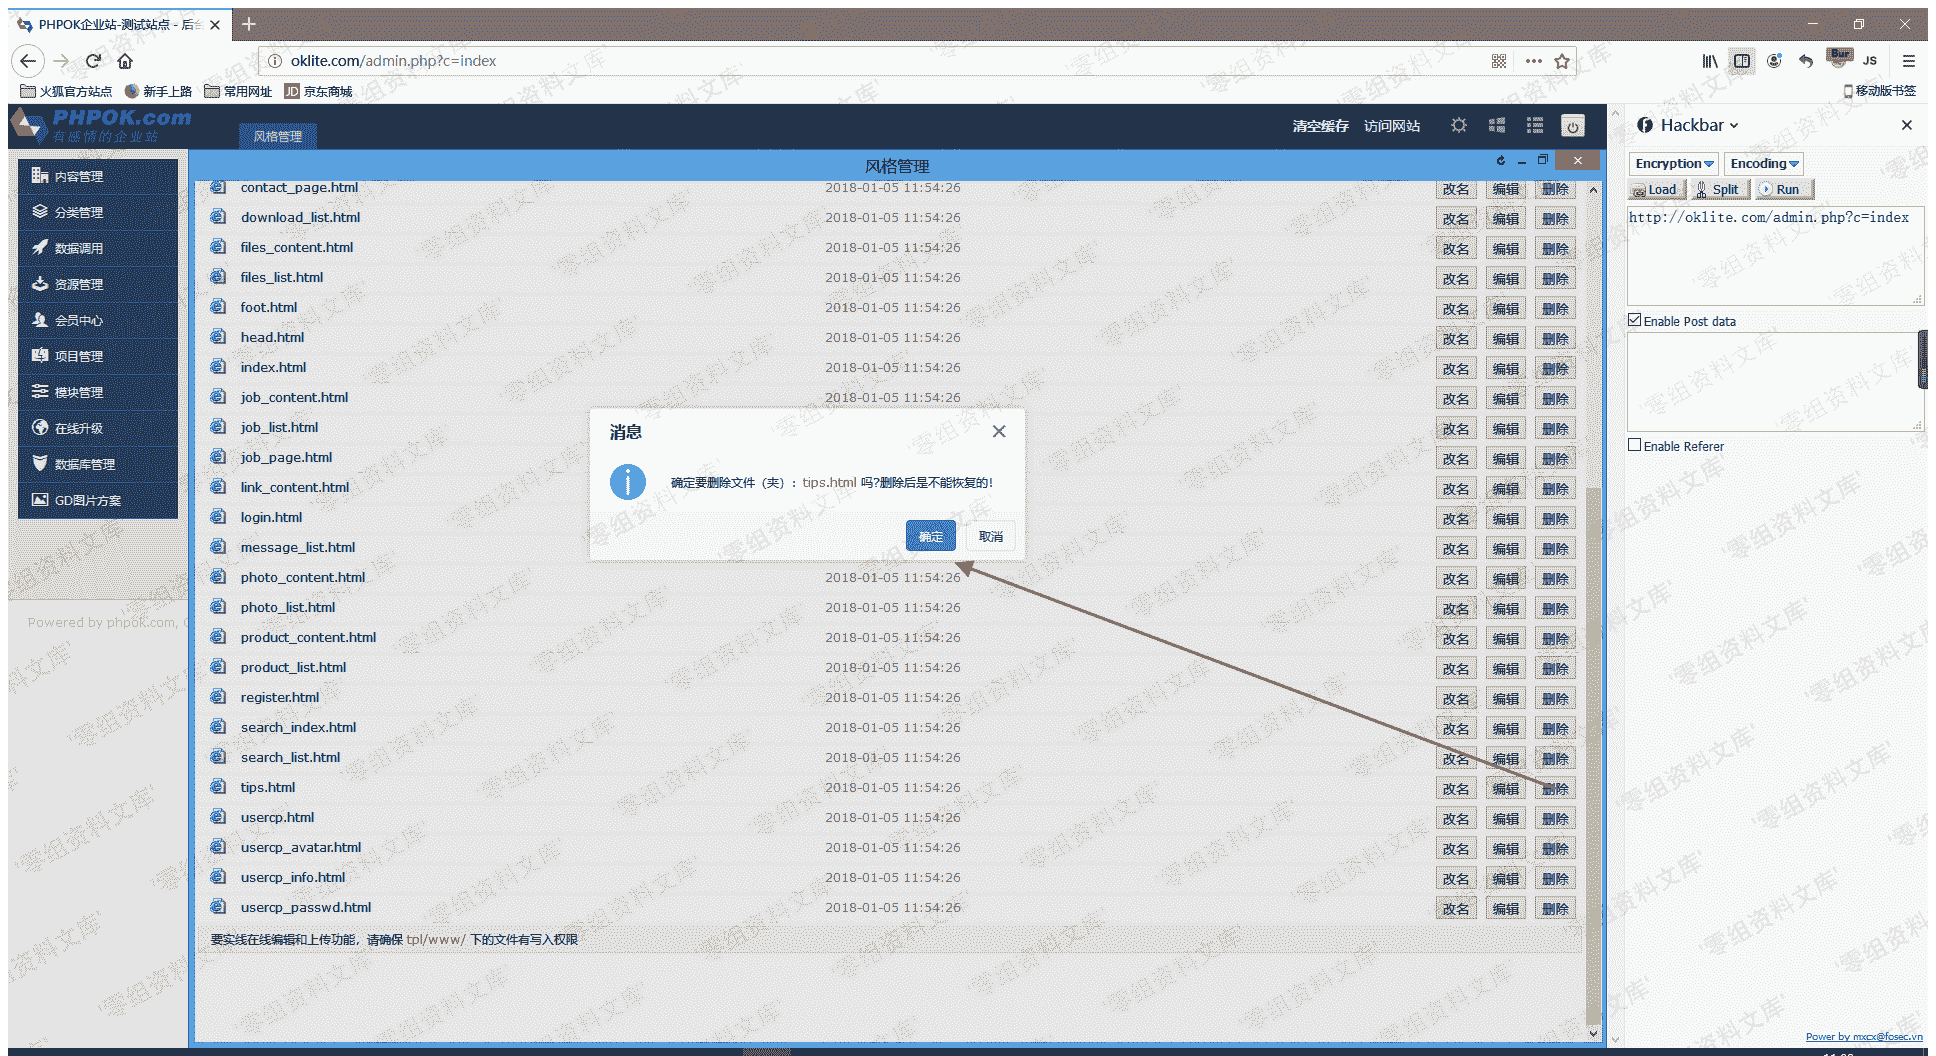 PHPOK企业站-测试站点 - 后台
oklite.com/admin.php?c=index
JS
火狐官方站点 新手上路 常用网址 JD 京东商城 移动版书签
PHPOK.com
有感情的企业站
风格管理
清空缓存 访问网站
内容管理
分类管理
数据调用
资源管理
会员中心
项目管理
模块管理
在线升级
数据库管理
GD图片方案
Powered by phpok.com,
风格管理
contact_page.html 2018-01-05 11:54:26 改名 编辑 删除
download_list.html 2018-01-05 11:54:26 改名 编辑 删除
files_content.html 2018-01-05 11:54:26 改名 编辑 删除
files_list.html 2018-01-05 11:54:26 改名 编辑 删除
foot.html 2018-01-05 11:54:26 改名 编辑 删除
head.html 2018-01-05 11:54:26 改名 编辑 删除
index.html 2018-01-05 11:54:26 改名 编辑 删除
job_content.html 2018-01-05 11:54:26 改名 编辑 删除
job_list.html 改名 编辑 删除
job_page.html 改名 编辑 删除
link_content.html 改名 编辑 删除
login.html 改名 编辑 删除
message_list.html 改名 编辑 删除
photo_content.html 2018-01-05 11:54:26 改名 编辑 删除
photo_list.html 2018-01-05 11:54:26 改名 编辑 删除
product_content.html 2018-01-05 11:54:26 改名 编辑 删除
product_list.html 2018-01-05 11:54:26 改名 编辑 删除
register.html 2018-01-05 11:54:26 改名 编辑 删除
search_index.html 2018-01-05 11:54:26 改名 编辑 删除
search_list.html 2018-01-05 11:54:26 改名 编辑 删除
tips.html 2018-01-05 11:54:26 改名 编辑 删除
usercp.html 2018-01-05 11:54:26 改名 编辑 删除
usercp_avatar.html 2018-01-05 11:54:26 改名 编辑 删除
usercp_info.html 2018-01-05 11:54:26 改名 编辑 删除
usercp_passwd.html 2018-01-05 11:54:26 改名 编辑 删除
要实线在线编辑和上传功能，请确保 tpl/www/ 下的文件有写入权限
消息
确定要删除文件（夹）：tips.html 吗?删除后是不能恢复的!
确定 取消
Hackbar
Encryption Encoding
Load Split Run
http://oklite.com/admin.php?c=index
Enable Post data
Enable Referer
Power by mxcx@fosec.vn
零组资料文库